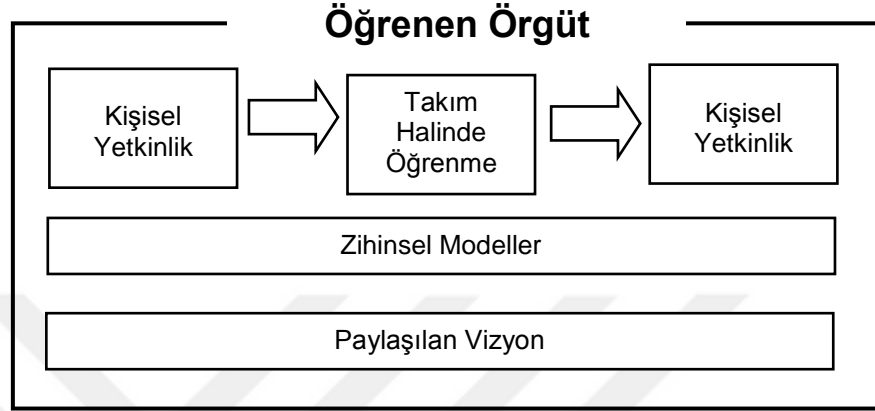 Öğrenen Örgüt
Kişisel
Yetkinlik
Takım
Halinde
Öğrenme
Kişisel
Yetkinlik
Zihinsel Modeller
Paylaşılan Vizyon